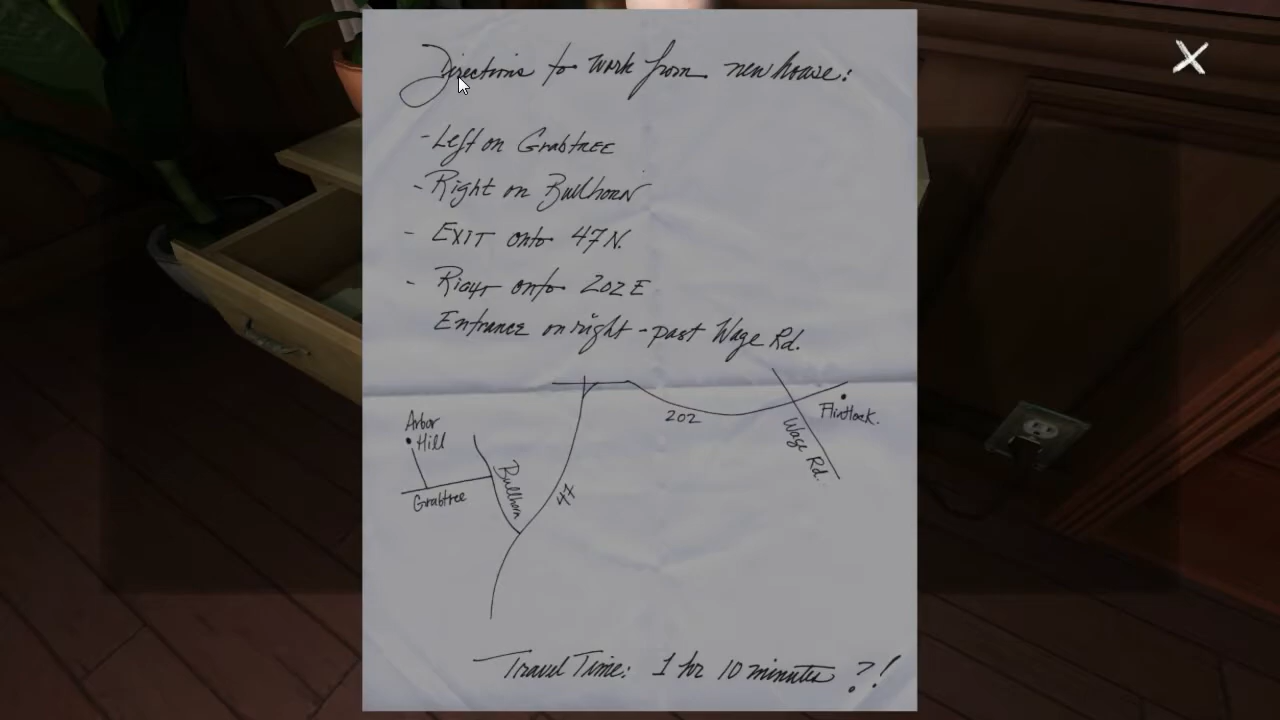 Directions to work from new house:
- Left on Grabtree
- Right on Bullhorn
- Exit onto 47N.
- Right onto 202 E
Entrance on right - past Wage Rd.
Arbor
Hill
Grabtree
Bullhorn
47
202
Wage Rd.
Flintlock.
Travel Time: 1 hr 10 minutes ?!